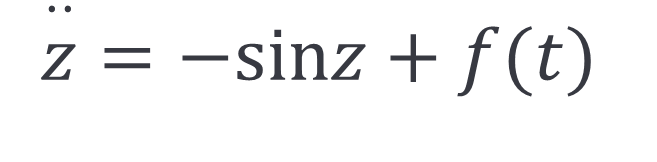 z̈ = −sinz + f(t)